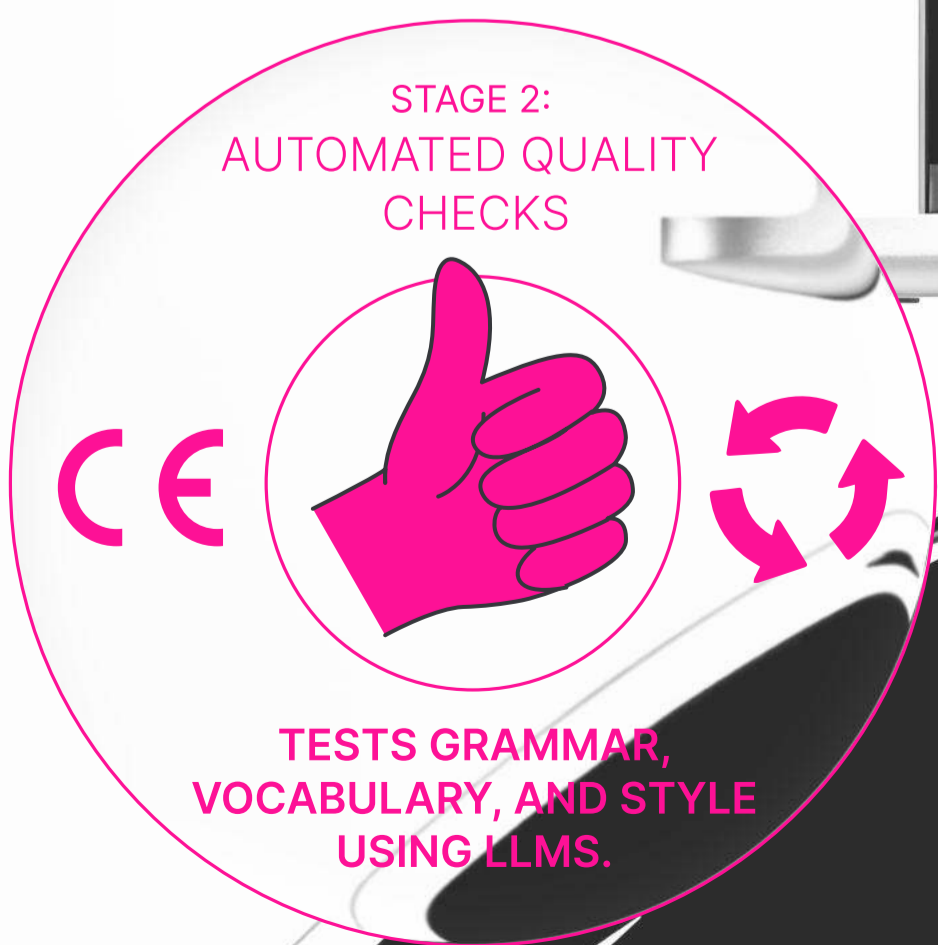 STAGE 2:
AUTOMATED QUALITY
CHECKS
CE
TESTS GRAMMAR,
VOCABULARY, AND STYLE
USING LLMS.